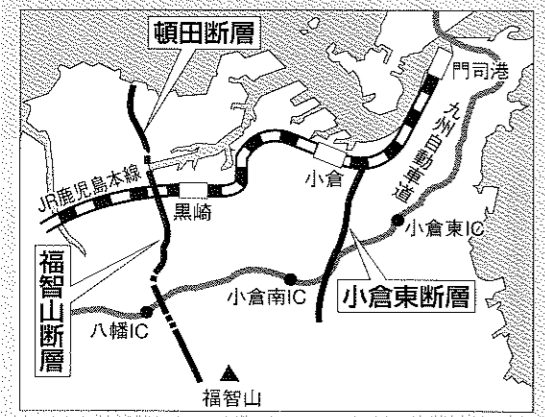 頓田断層
門司港
九州自動車道
JR鹿児島本線
小倉
黒崎
小倉東IC
福智山断層
小倉南IC
小倉東断層
八幡IC
福智山